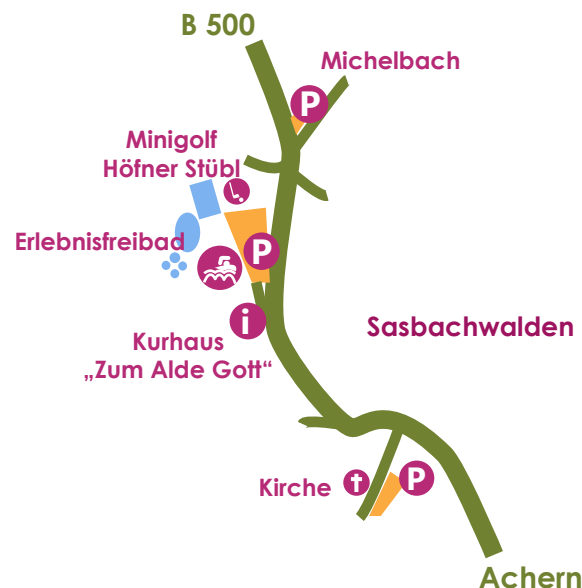 B 500
Michelbach
P
Minigolf
Höfner Stübl
Erlebnisfreibad
P
i
Kurhaus
„Zum Alde Gott“
Sasbachwalden
Kirche
P
Achern